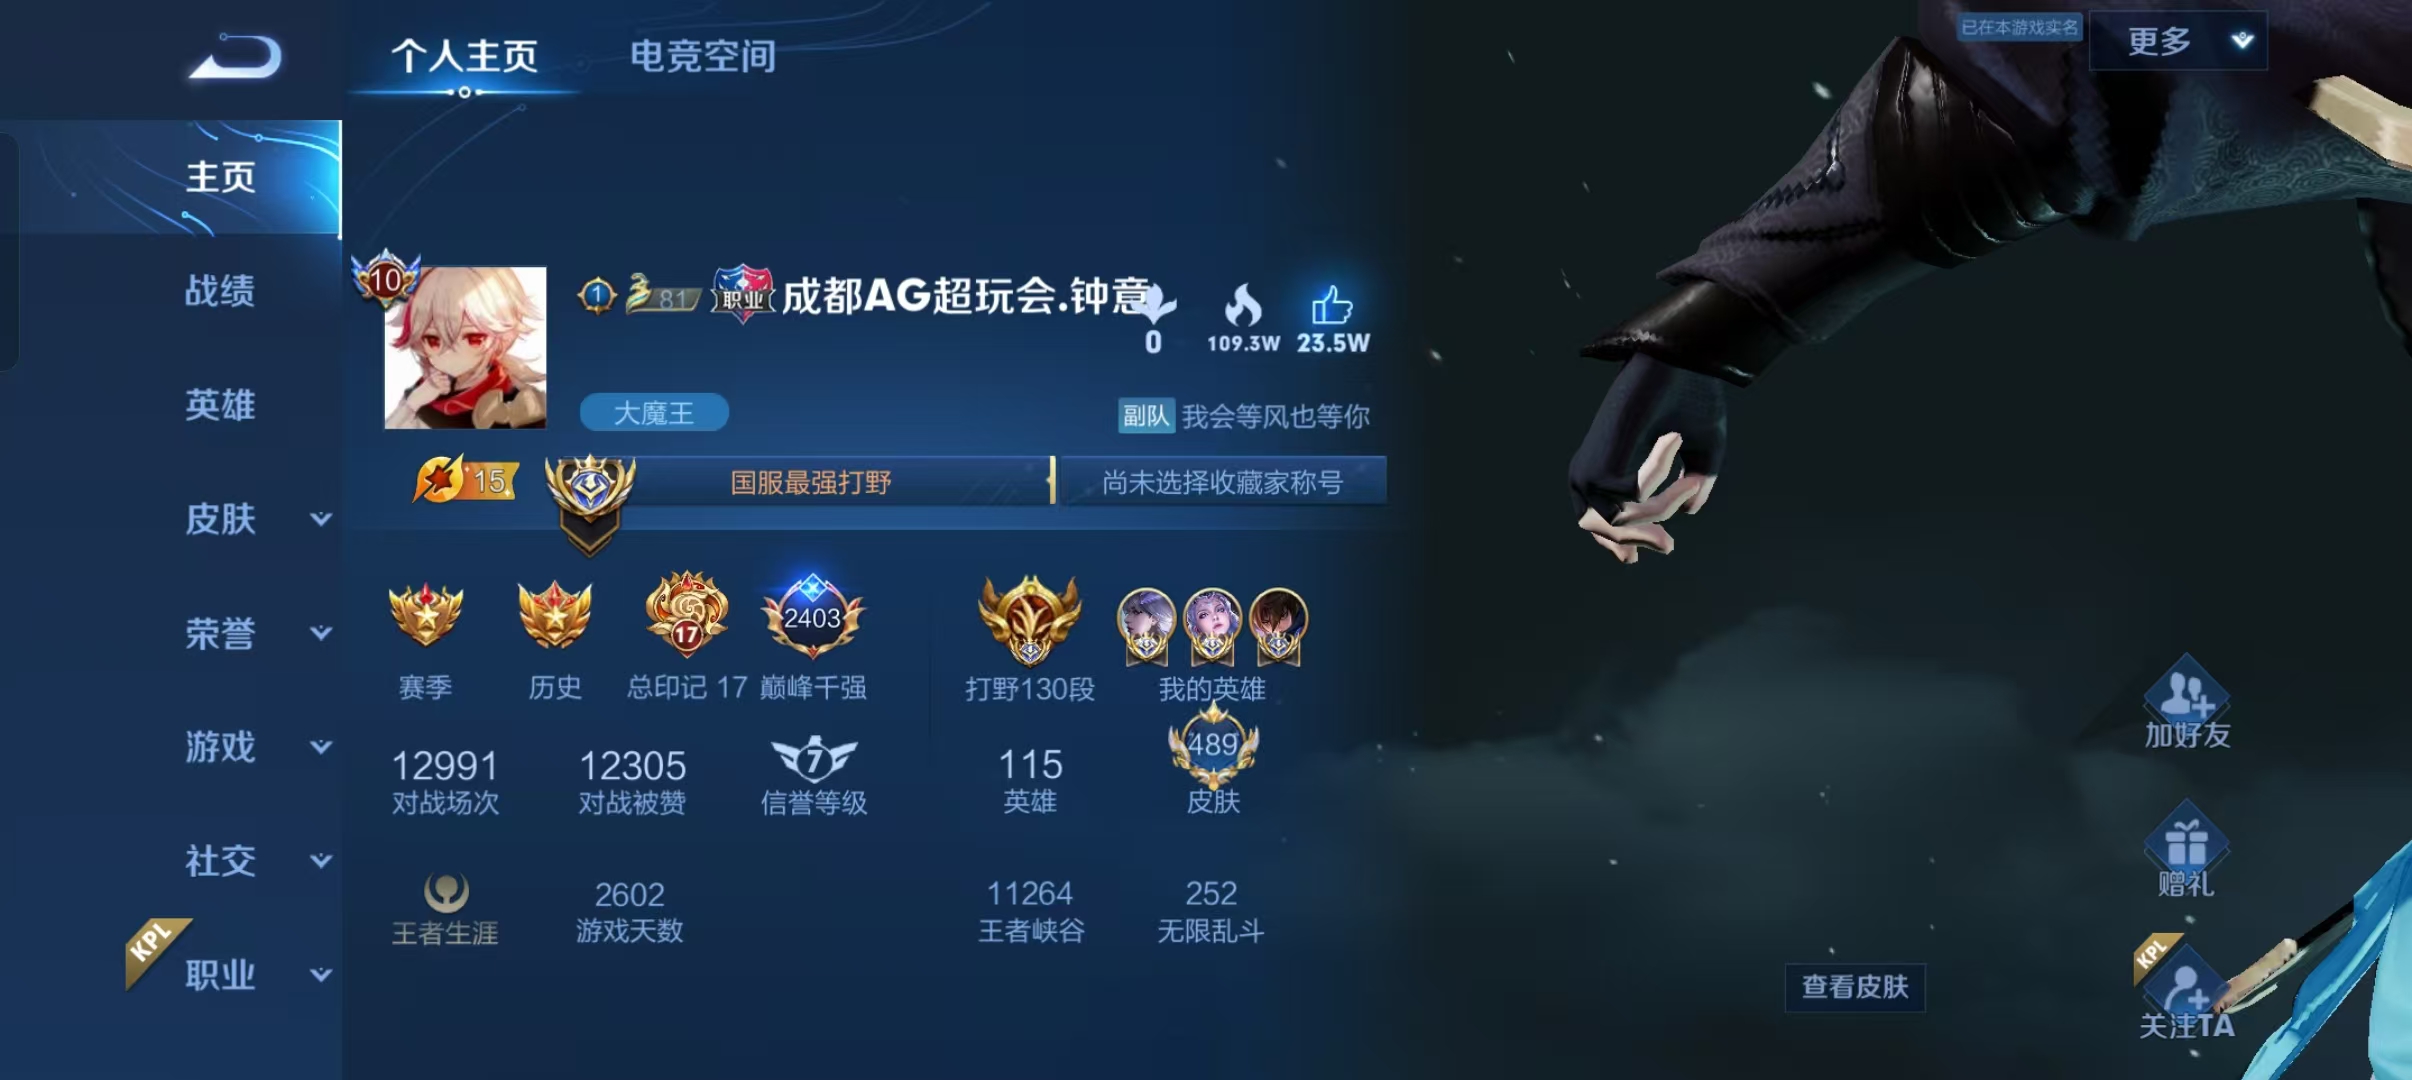 个人主页
电竞空间
已在本游戏实名
更多
主页
战绩
英雄
皮肤
荣誉
游戏
社交
KPL
职业
10
1
81
职业
成都AG超玩会.钟意
0
109.3W
23.5W
大魔王
副队 我会等风也等你
15
国服最强打野
尚未选择收藏家称号
赛季
历史
17
总印记 17
2403
巅峰千强
打野130段
我的英雄
12991
对战场次
12305
对战被赞
7
信誉等级
115
英雄
489
皮肤
王者生涯
2602
游戏天数
11264
王者峡谷
252
无限乱斗
加好友
赠礼
查看皮肤
KPL
关注TA